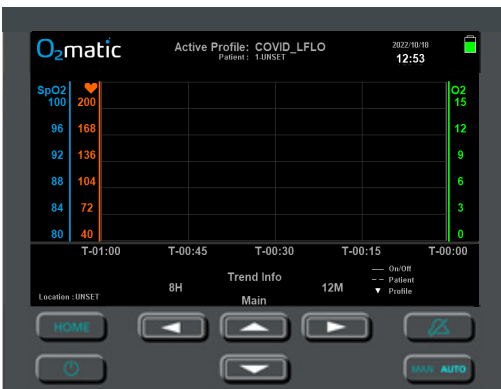 O2matic
Active Profile: COVID_LFLO
Patient: 1-UNSET
2022/10/18
12:53
SpO2
O2
100 200 15
96 168 12
92 136 9
88 104 6
84 72 3
80 40 0
T-01:00 T-00:45 T-00:30 T-00:15 T-00:00
On/Off
Trend Info
Patient
8H 12M
Profile
Location :UNSET
Main
HOME
MAN AUTO